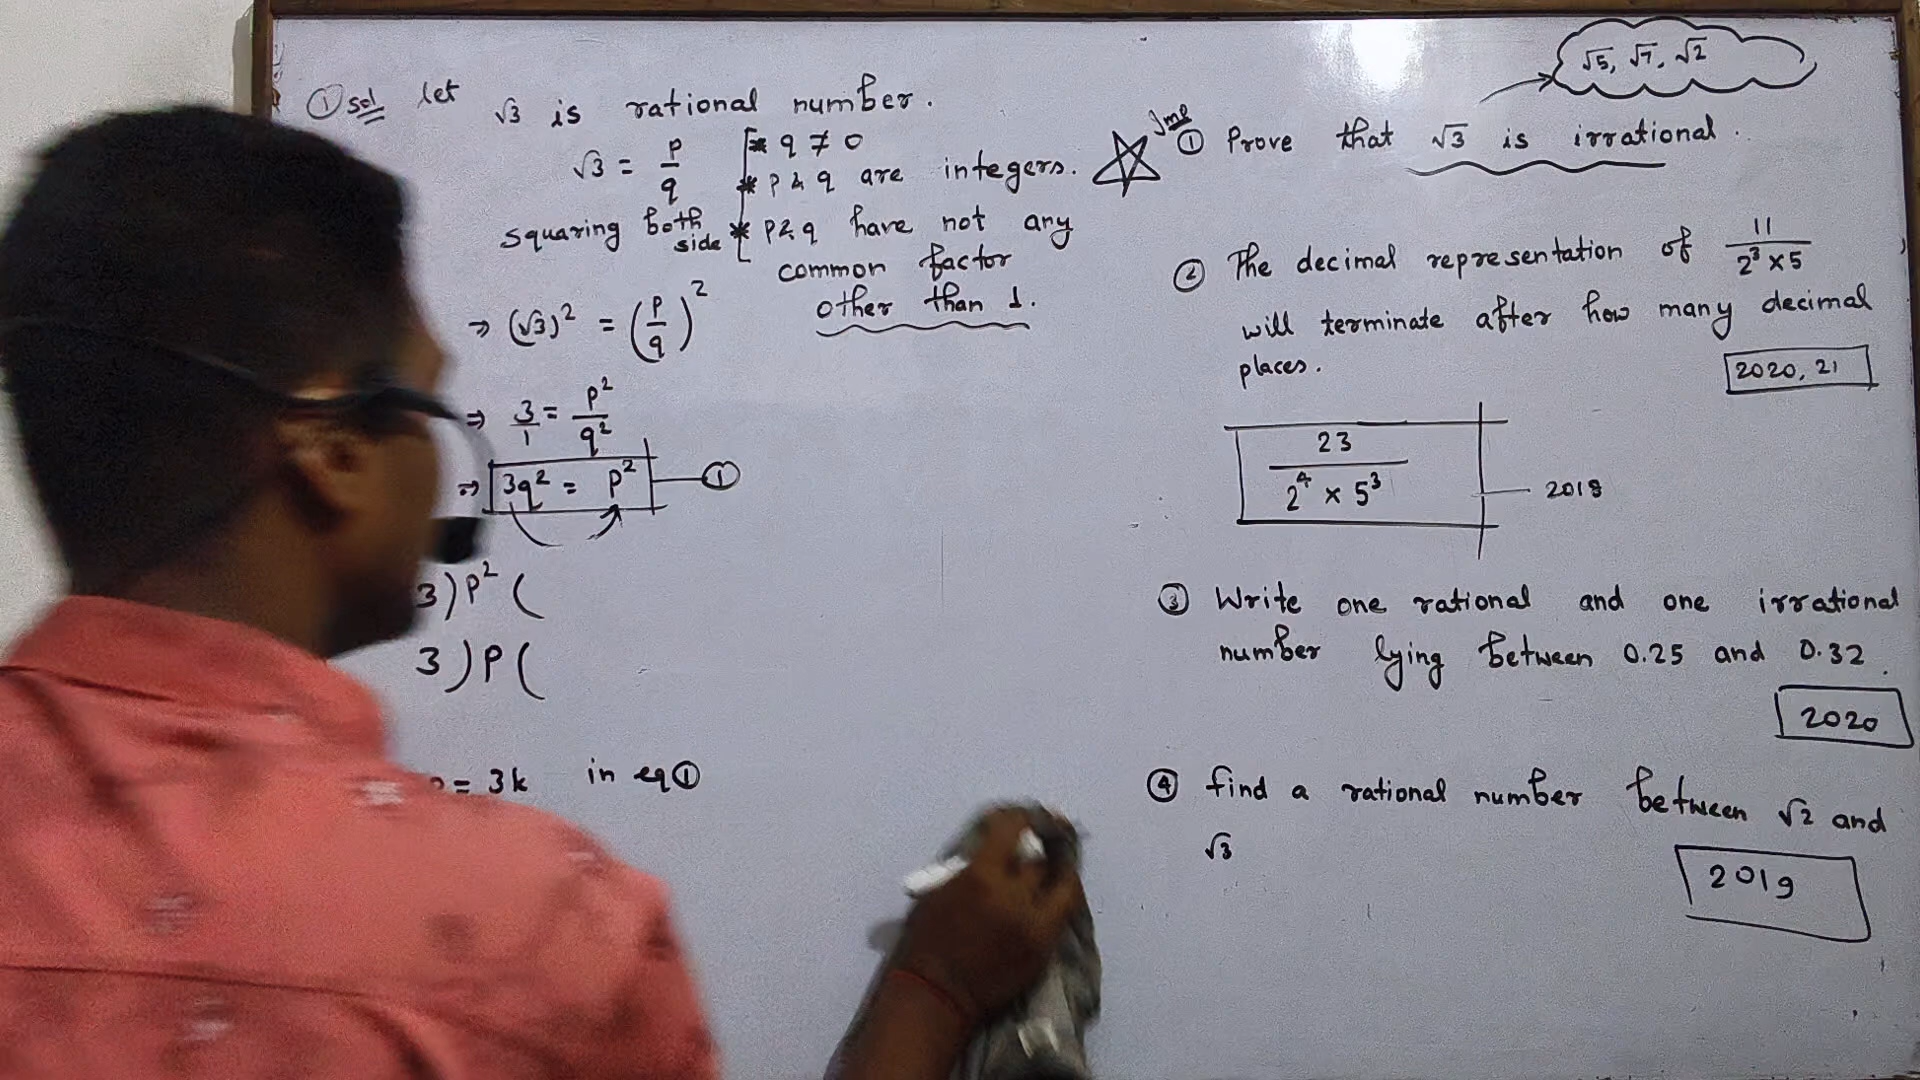 ① sol let √3 is rational number.
√3 = p/q
* q ≠ 0
* p & q are integers.
* p & q have not any
common factor
other than 1.
squaring both
side
⇒ (√3)² = (p/q)²
⇒ 3/1 = p²/q²
⇒ 3q² = p² — ①
3)p²(
3)p(
= 3k in eq①
√5, √7, √2
Imp
① Prove that √3 is irrational.
② The decimal representation of 11/2³×5
will terminate after how many decimal
places.
2020, 21
23/2⁴ × 5³
2018
③ Write one rational and one irrational
number lying between 0.25 and 0.32.
2020
④ find a rational number between √2 and
√3
2019